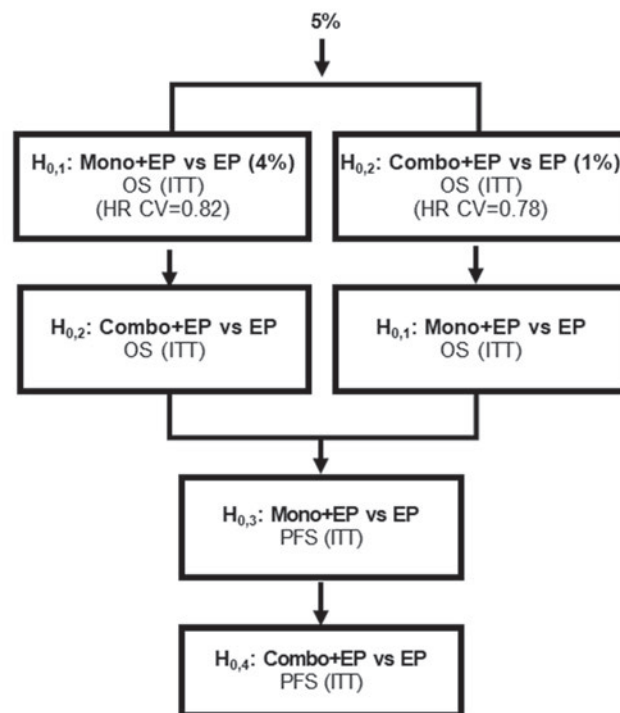 5%
H0,1: Mono+EP vs EP (4%)
OS (ITT)
(HR CV=0.82)
H0,2: Combo+EP vs EP (1%)
OS (ITT)
(HR CV=0.78)
H0,2: Combo+EP vs EP
OS (ITT)
H0,1: Mono+EP vs EP
OS (ITT)
H0,3: Mono+EP vs EP
PFS (ITT)
H0,4: Combo+EP vs EP
PFS (ITT)